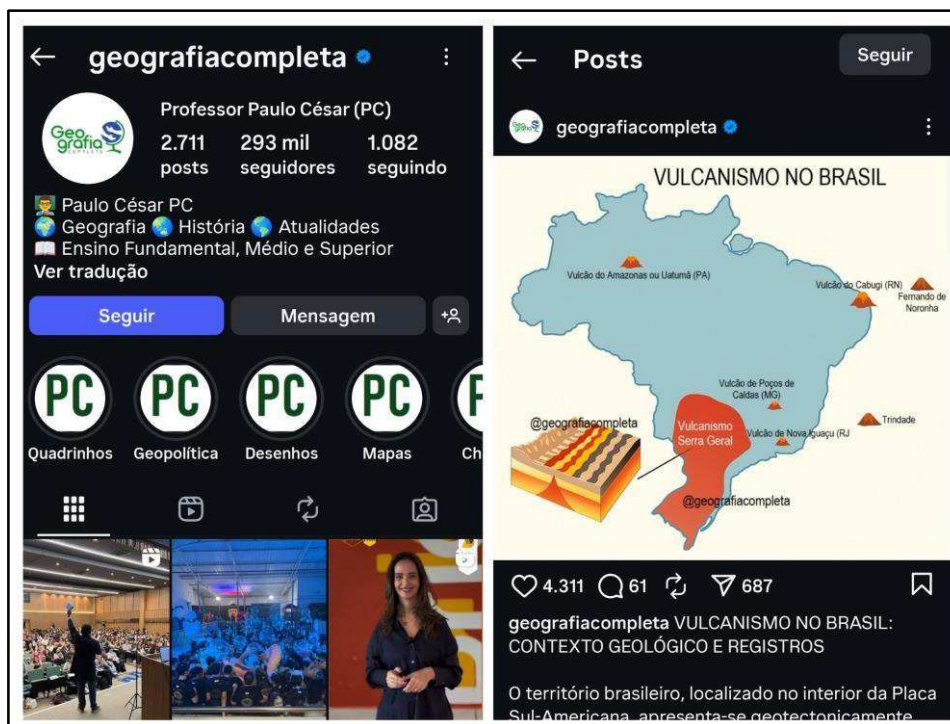 geografiacompleta
Geografia
COMPLETA
Professor Paulo César (PC)
2.711 293 mil 1.082
posts seguidores seguindo
Paulo César PC
Geografia História Atualidades
Ensino Fundamental, Médio e Superior
Ver tradução
Seguir Mensagem
PC PC PC PC
Quadrinhos Geopolítica Desenhos Mapas Ch
Posts Seguir
geografiacompleta
VULCANISMO NO BRASIL
Vulcão do Amazonas ou Uatumã (PA)
Vulcão do Cabugi (RN)
Fernando de
Noronha
Vulcão de Poços de
Caldas (MG)
Trindade
@geografiacompleta
Vulcanismo
Serra Geral
Vulcão de Nova Iguaçu (RJ
@geografiacompleta
4.311 61 687
geografiacompleta VULCANISMO NO BRASIL:
CONTEXTO GEOLÓGICO E REGISTROS
O território brasileiro, localizado no interior da Placa
Sul-Americana, apresenta-se geotectonicamente